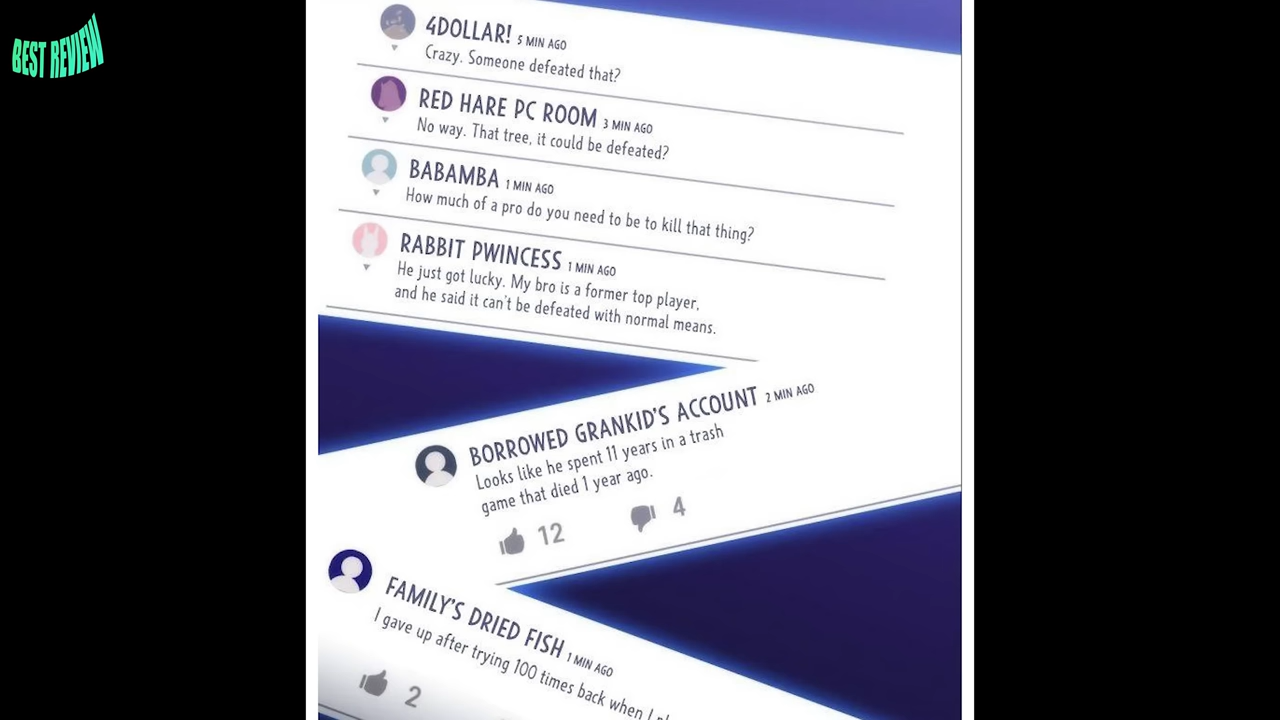 BEST REVIEW
4DOLLAR! 5 MIN AGO
Crazy. Someone defeated that?
RED HARE PC ROOM 3 MIN AGO
No way. That tree, it could be defeated?
BABAMBA 1 MIN AGO
How much of a pro do you need to be to kill that thing?
RABBIT PWINCESS 1 MIN AGO
He just got lucky. My bro is a former top player,
and he said it can't be defeated with normal means.
BORROWED GRANKID'S ACCOUNT 2 MIN AGO
Looks like he spent 11 years in a trash
game that died 1 year ago.
12 4
FAMILY'S DRIED FISH 1 MIN AGO
I gave up after trying 100 times back when I
2